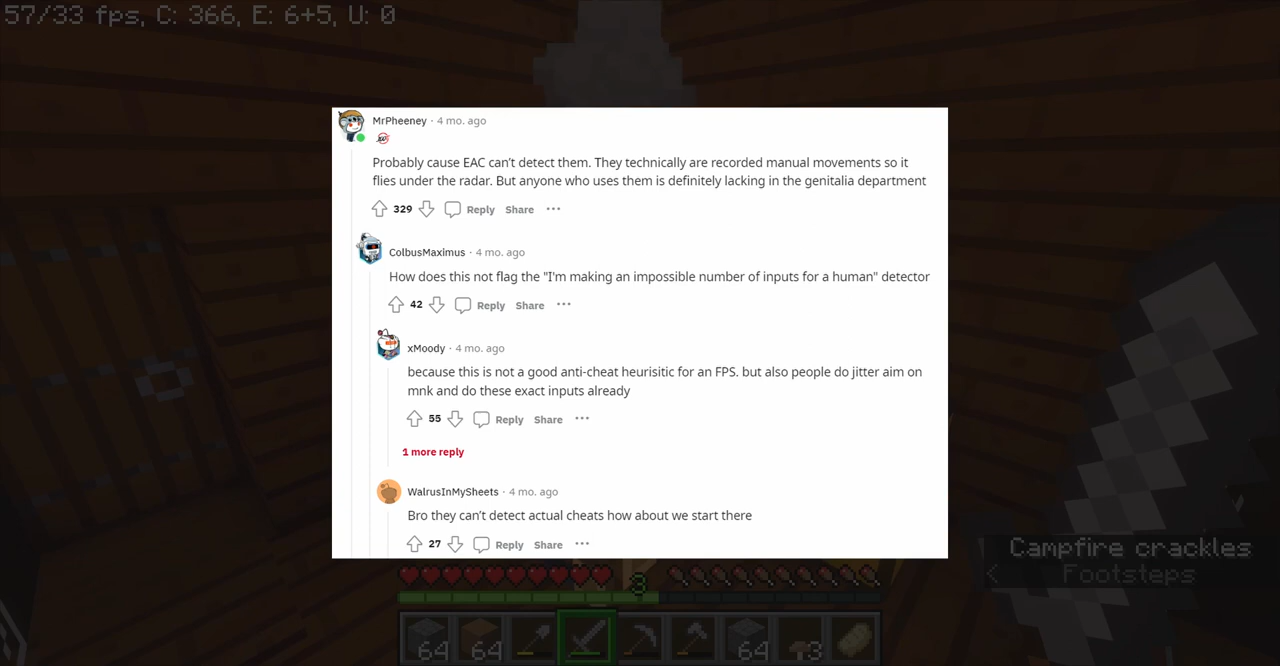 57/33 fps, C: 366, E: 6+5, U: 0
MrPheeney · 4 mo. ago
Probably cause EAC can't detect them. They technically are recorded manual movements so it
flies under the radar. But anyone who uses them is definitely lacking in the genitalia department
329 Reply Share ···
ColbusMaximus · 4 mo. ago
How does this not flag the "I'm making an impossible number of inputs for a human" detector
42 Reply Share ···
xMoody · 4 mo. ago
because this is not a good anti-cheat heurisitic for an FPS. but also people do jitter aim on
mnk and do these exact inputs already
55 Reply Share ···
1 more reply
WalrusInMySheets · 4 mo. ago
Bro they can't detect actual cheats how about we start there
27 Reply Share ···
Campfire crackles
< Footsteps
8
64 64 64 3